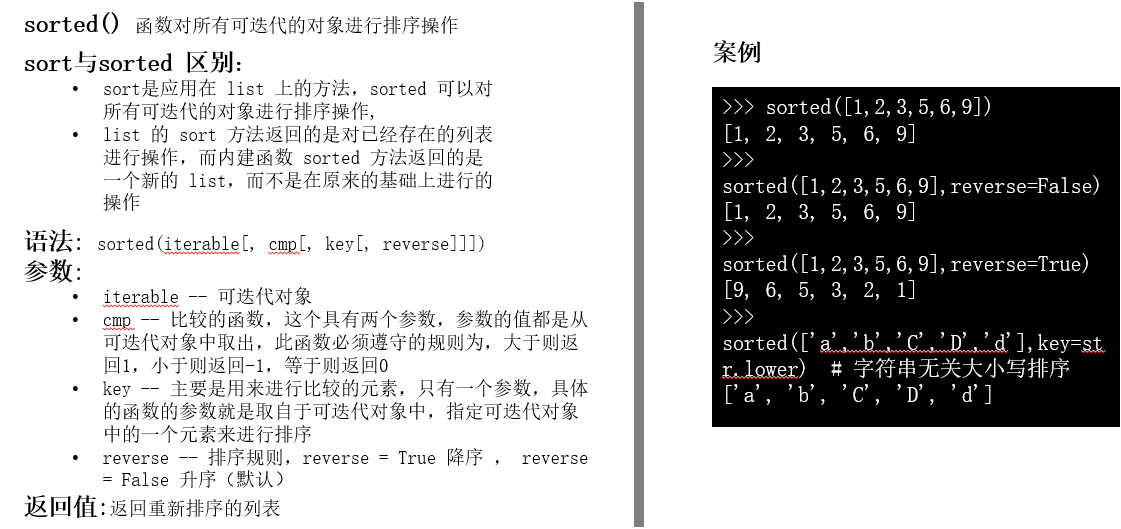 sorted() 函数对所有可迭代的对象进行排序操作
sort与sorted 区别:
• sort是应用在 list 上的方法，sorted 可以对
所有可迭代的对象进行排序操作,
• list 的 sort 方法返回的是对已经存在的列表
进行操作，而内建函数 sorted 方法返回的是
一个新的 list，而不是在原来的基础上进行的
操作
语法: sorted(iterable[, cmp[, key[, reverse]]])
参数:
• iterable -- 可迭代对象
• cmp -- 比较的函数，这个具有两个参数，参数的值都是从
可迭代对象中取出，此函数必须遵守的规则为，大于则返
回1，小于则返回-1，等于则返回0
• key -- 主要是用来进行比较的元素，只有一个参数，具体
的函数的参数就是取自于可迭代对象中，指定可迭代对象
中的一个元素来进行排序
• reverse -- 排序规则，reverse = True 降序 ， reverse
= False 升序（默认）
返回值:返回重新排序的列表
案例
>>> sorted([1,2,3,5,6,9])
[1, 2, 3, 5, 6, 9]
>>>
sorted([1,2,3,5,6,9],reverse=False)
[1, 2, 3, 5, 6, 9]
>>>
sorted([1,2,3,5,6,9],reverse=True)
[9, 6, 5, 3, 2, 1]
>>>
sorted(['a','b','C','D','d'],key=st
r.lower) # 字符串无关大小写排序
['a', 'b', 'C', 'D', 'd']